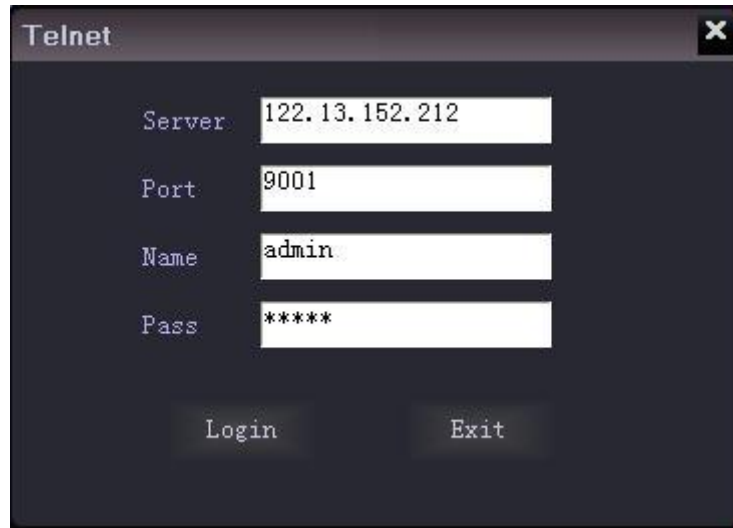 Telnet
Server 122.13.152.212
Port 9001
Name admin
Pass *****
Login Exit